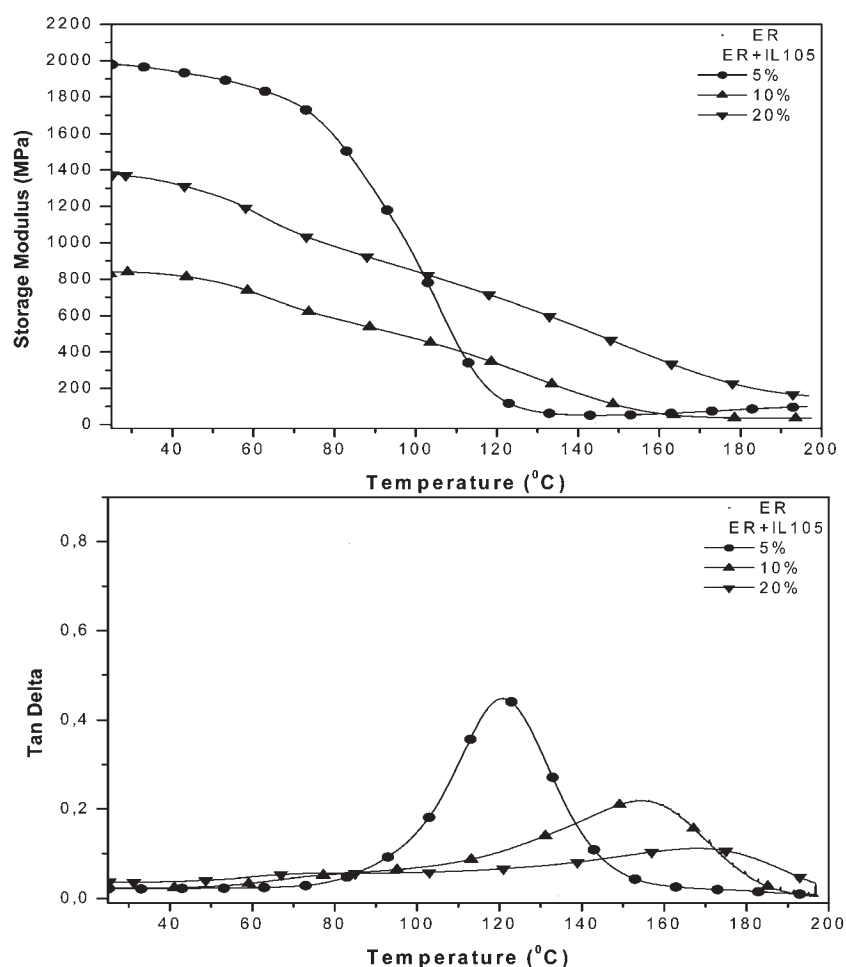 2200
2000
1800
1600
1400
1200
1000
800
600
400
200
0
Storage Modulus (MPa)
ER
ER+IL105
5%
10%
20%
40 60 80 100 120 140 160 180 200
Temperature (⁰C)
0,8
0,6
0,4
0,2
0,0
Tan Delta
ER
ER+IL105
5%
10%
20%
40 60 80 100 120 140 160 180 200
Temperature (⁰C)